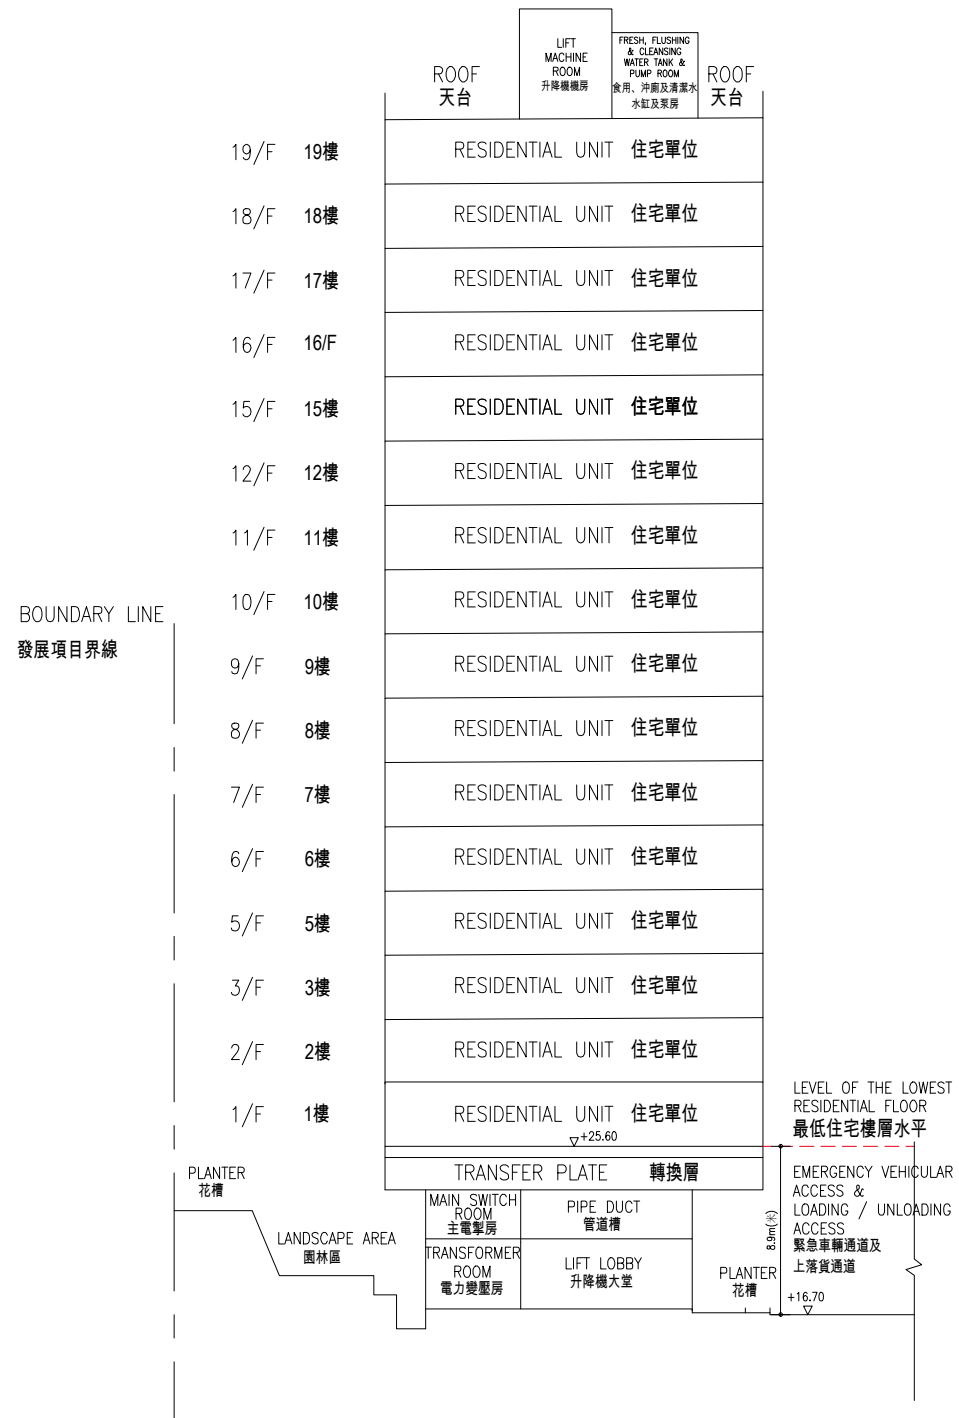 LIFT
MACHINE
ROOM
升降機機房
FRESH, FLUSHING
& CLEANSING
WATER TANK &
PUMP ROOM
食用、沖廁及清潔水
水缸及泵房
ROOF
天台
ROOF
天台
19/F 19樓 RESIDENTIAL UNIT 住宅單位
18/F 18樓 RESIDENTIAL UNIT 住宅單位
17/F 17樓 RESIDENTIAL UNIT 住宅單位
16/F 16/F RESIDENTIAL UNIT 住宅單位
15/F 15樓 RESIDENTIAL UNIT 住宅單位
12/F 12樓 RESIDENTIAL UNIT 住宅單位
11/F 11樓 RESIDENTIAL UNIT 住宅單位
10/F 10樓 RESIDENTIAL UNIT 住宅單位
BOUNDARY LINE
發展項目界線
9/F 9樓 RESIDENTIAL UNIT 住宅單位
8/F 8樓 RESIDENTIAL UNIT 住宅單位
7/F 7樓 RESIDENTIAL UNIT 住宅單位
6/F 6樓 RESIDENTIAL UNIT 住宅單位
5/F 5樓 RESIDENTIAL UNIT 住宅單位
3/F 3樓 RESIDENTIAL UNIT 住宅單位
2/F 2樓 RESIDENTIAL UNIT 住宅單位
1/F 1樓 RESIDENTIAL UNIT 住宅單位
+25.60
LEVEL OF THE LOWEST
RESIDENTIAL FLOOR
最低住宅樓層水平
TRANSFER PLATE 轉換層
PLANTER
花槽
LANDSCAPE AREA
園林區
MAIN SWITCH
ROOM
主電掣房
PIPE DUCT
管道槽
TRANSFORMER
ROOM
電力變壓房
LIFT LOBBY
升降機大堂
PLANTER
花槽
8.9m(米)
EMERGENCY VEHICULAR
ACCESS &
LOADING / UNLOADING
ACCESS
緊急車輛通道及
上落貨通道
+16.70